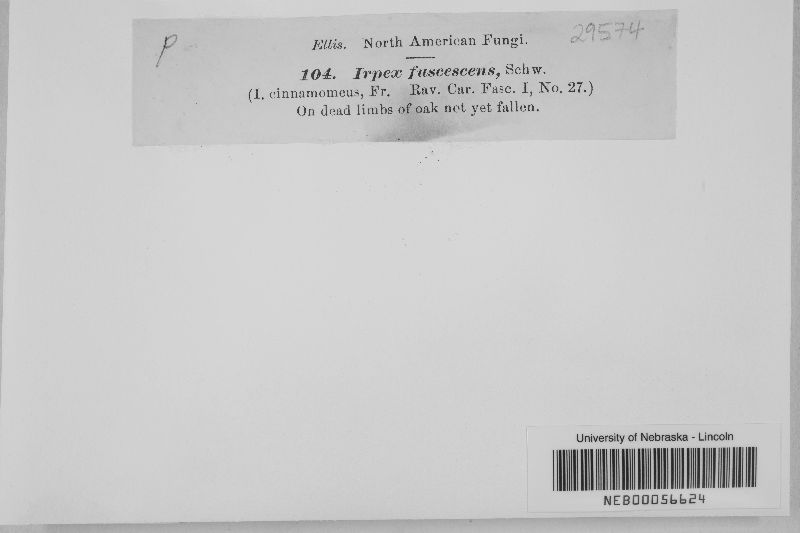 p
29574
Ellis. North American Fungi.
104. Irpex fuscescens, Schw.
(I. cinnamomeus, Fr. Rav. Car. Fasc. I, No. 27.)
On dead limbs of oak not yet fallen.
University of Nebraska - Lincoln
NEB00056624